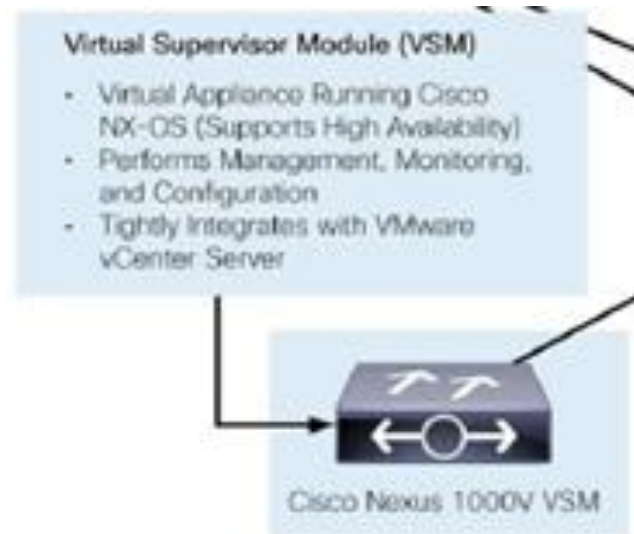 Virtual Supervisor Module (VSM)
• Virtual Appliance Running Cisco
NX-OS (Supports High Availability)
• Performs Management, Monitoring,
and Configuration
• Tightly Integrates with VMware
vCenter Server
Cisco Nexus 1000V VSM